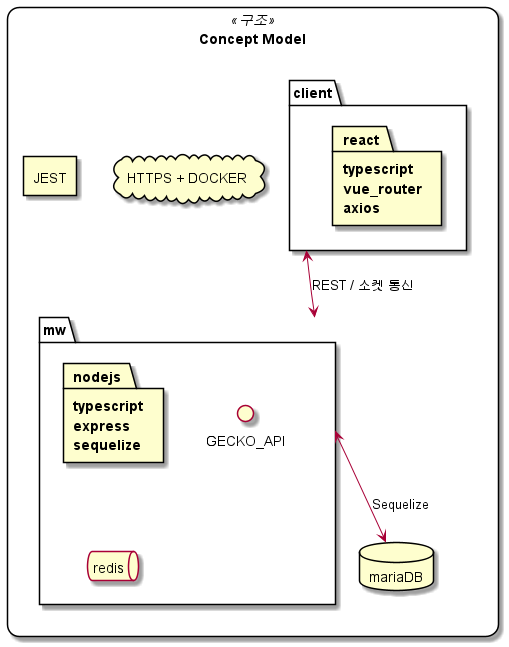 «구조»
Concept Model
client
react
typescript
vue_router
axios
JEST
HTTPS + DOCKER
REST / 소켓 통신
mw
nodejs
typescript
express
sequelize
GECKO_API
Sequelize
redis
mariaDB